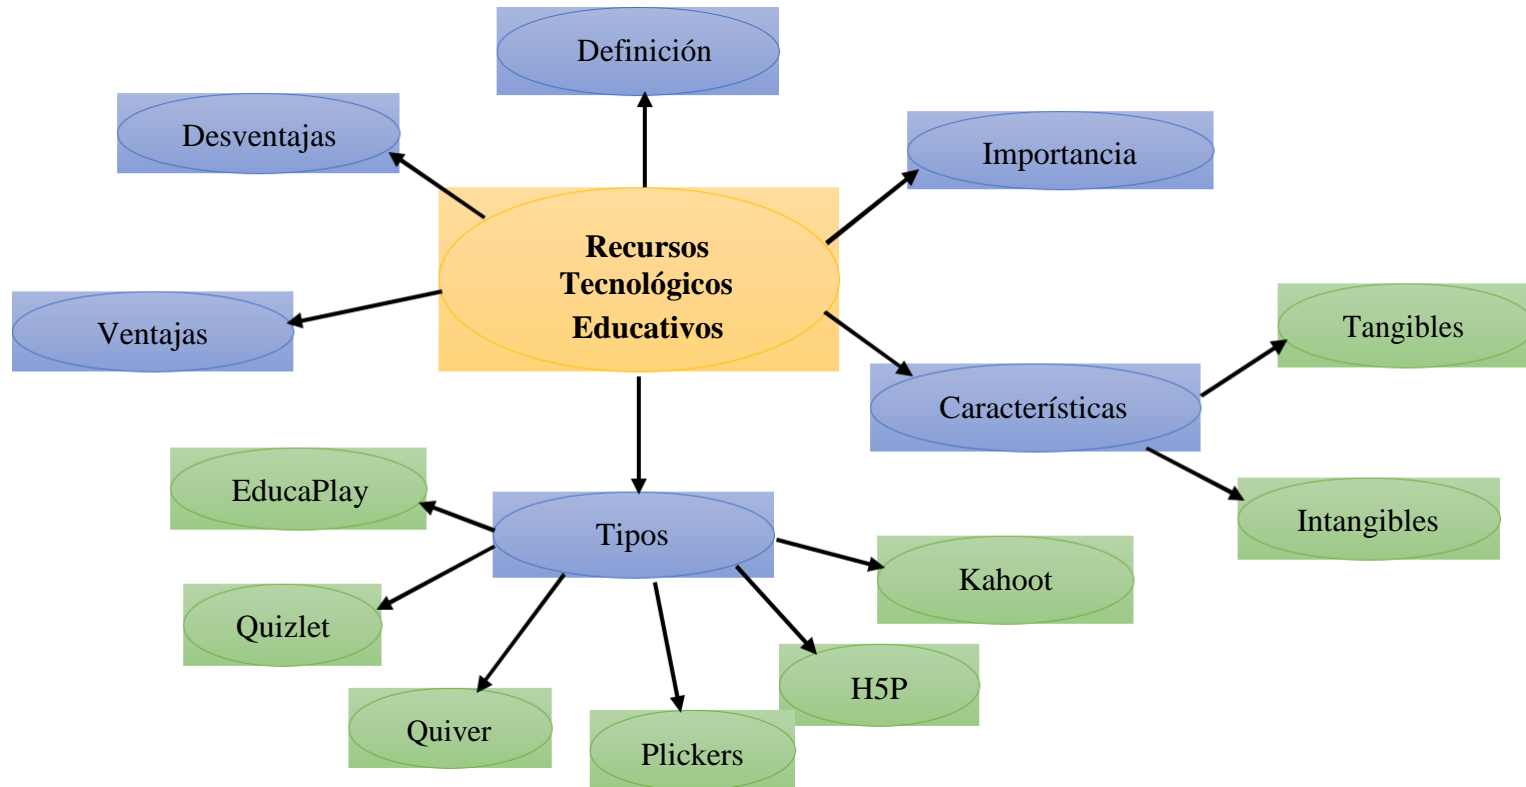 Definición
Desventajas
Importancia
Recursos
Tecnológicos
Educativos
Ventajas
Tangibles
Características
EducaPlay
Intangibles
Tipos
Kahoot
Quizlet
H5P
Quiver
Plickers